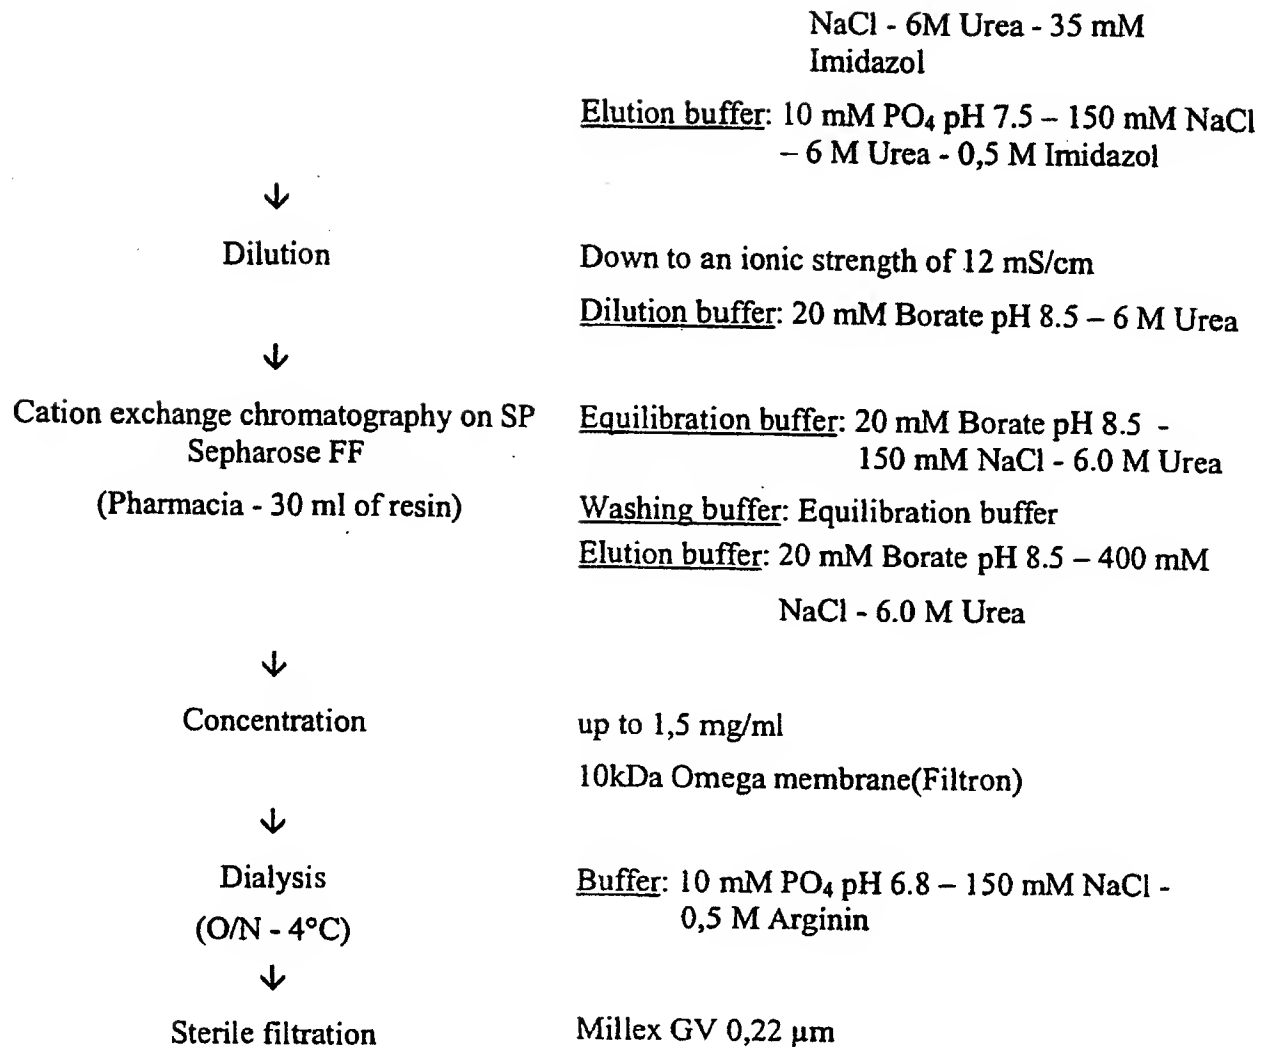 NaCl - 6M Urea - 35 mM
Imidazol
Elution buffer: 10 mM PO₄ pH 7.5 – 150 mM NaCl
– 6 M Urea - 0,5 M Imidazol
↓
Dilution
Down to an ionic strength of 12 mS/cm
Dilution buffer: 20 mM Borate pH 8.5 – 6 M Urea
↓
Cation exchange chromatography on SP
Sepharose FF
(Pharmacia - 30 ml of resin)
Equilibration buffer: 20 mM Borate pH 8.5 -
150 mM NaCl - 6.0 M Urea
Washing buffer: Equilibration buffer
Elution buffer: 20 mM Borate pH 8.5 – 400 mM
NaCl - 6.0 M Urea
↓
Concentration
up to 1,5 mg/ml
10kDa Omega membrane(Filtron)
↓
Dialysis
(O/N - 4°C)
Buffer: 10 mM PO₄ pH 6.8 – 150 mM NaCl -
0,5 M Arginin
↓
Sterile filtration
Millex GV 0,22 µm